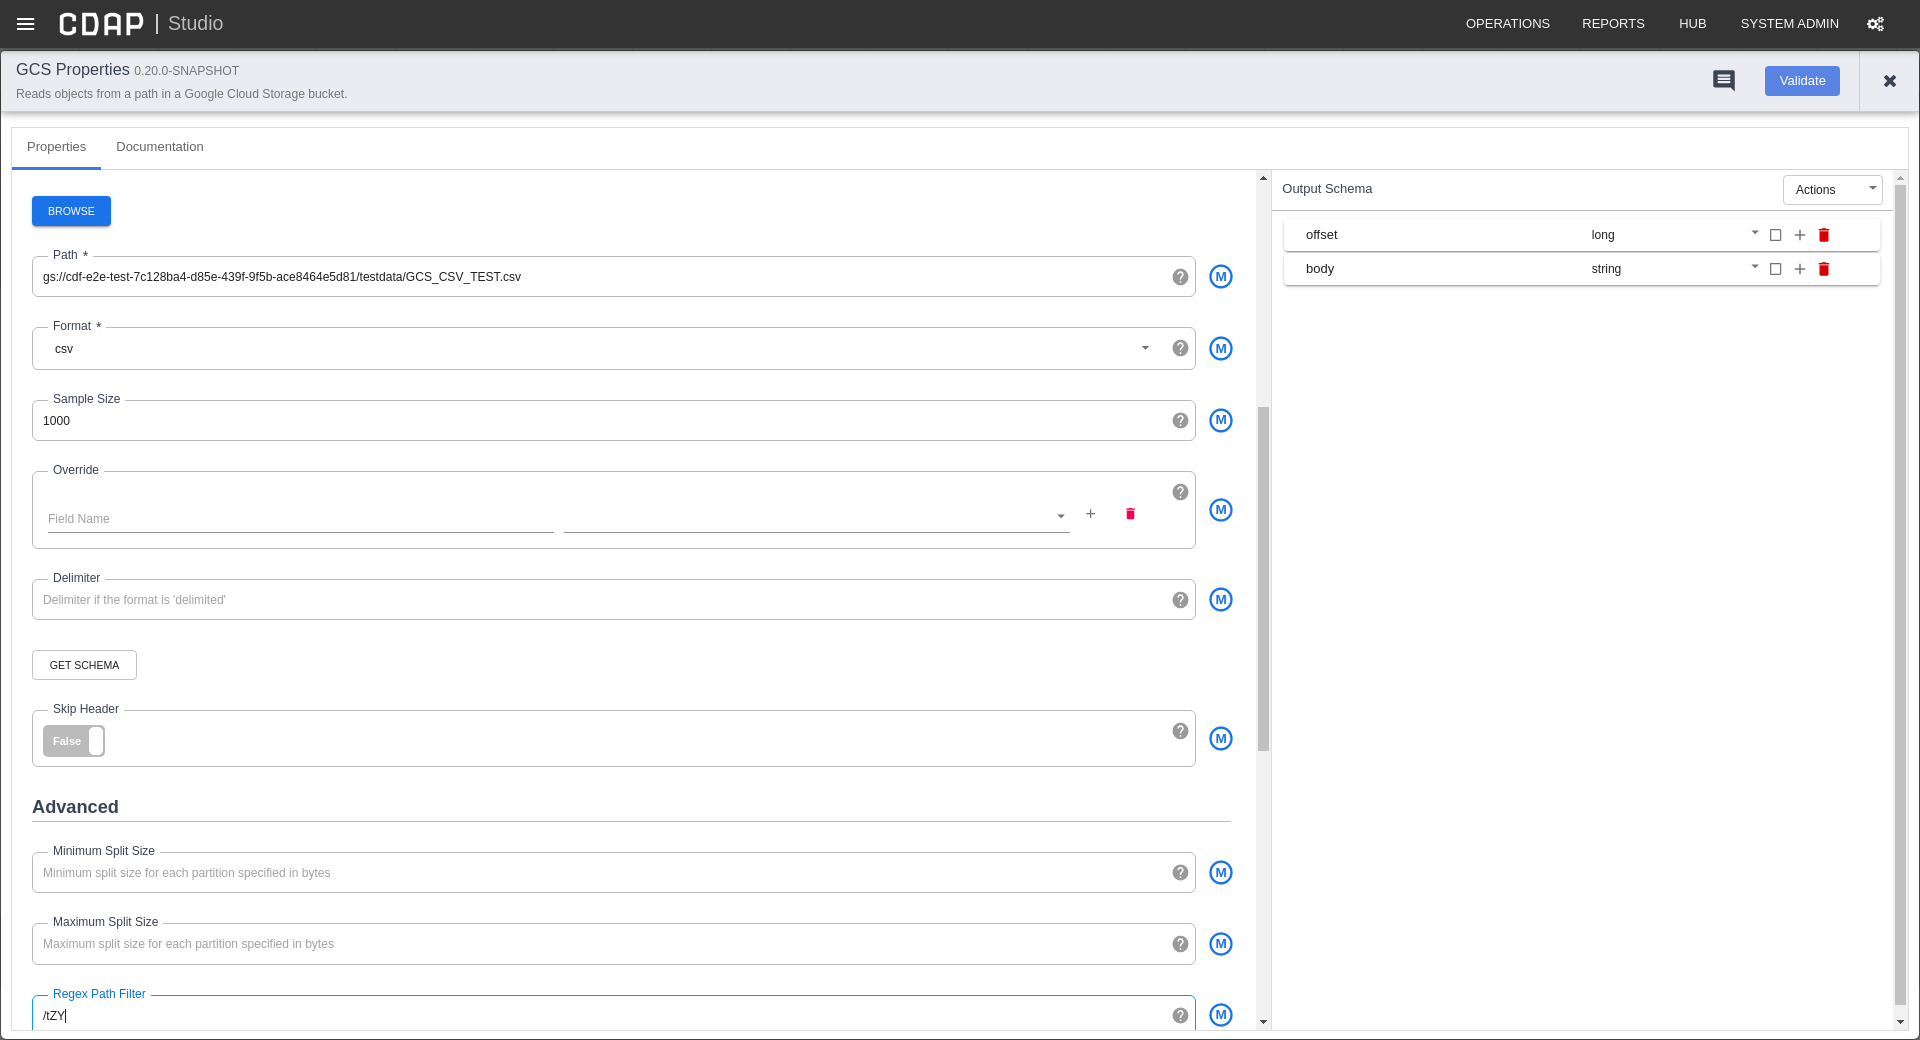 CDAP | Studio
OPERATIONS REPORTS HUB SYSTEM ADMIN
GCS Properties 0.20.0-SNAPSHOT
Reads objects from a path in a Google Cloud Storage bucket.
Validate
Properties Documentation
BROWSE
Path *
gs://cdf-e2e-test-7c128ba4-d85e-439f-9f5b-ace8464e5d81/testdata/GCS_CSV_TEST.csv
M
Format *
csv
M
Sample Size
1000
M
Override
Field Name
M
Delimiter
Delimiter if the format is 'delimited'
M
GET SCHEMA
Skip Header
False
M
Advanced
Minimum Split Size
Minimum split size for each partition specified in bytes
M
Maximum Split Size
Maximum split size for each partition specified in bytes
M
Regex Path Filter
/tZY
M
Output Schema
Actions
offset long
body string